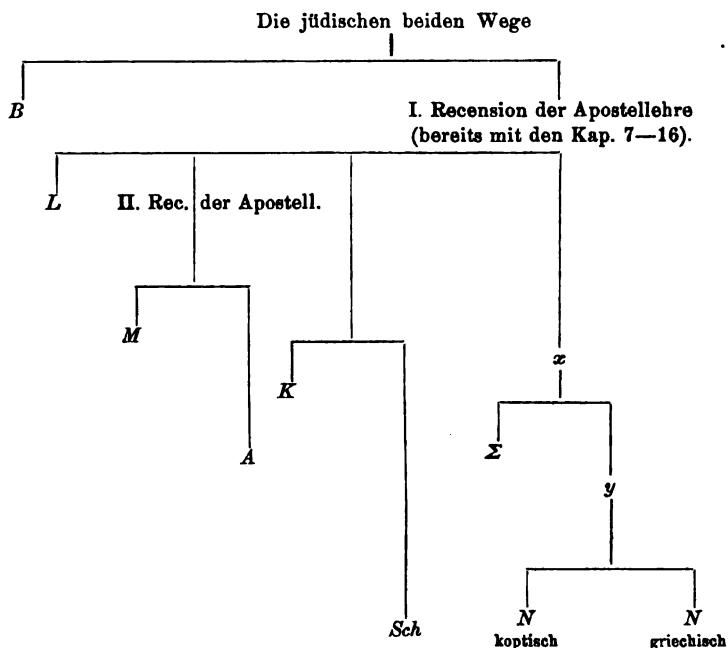 Die jüdischen beiden Wege
B
I. Recension der Apostellehre
(bereits mit den Kap. 7—16).
L
II. Rec. der Apostell.
M
K
x
A
Σ
y
Sch
N
koptisch
N
griechisch